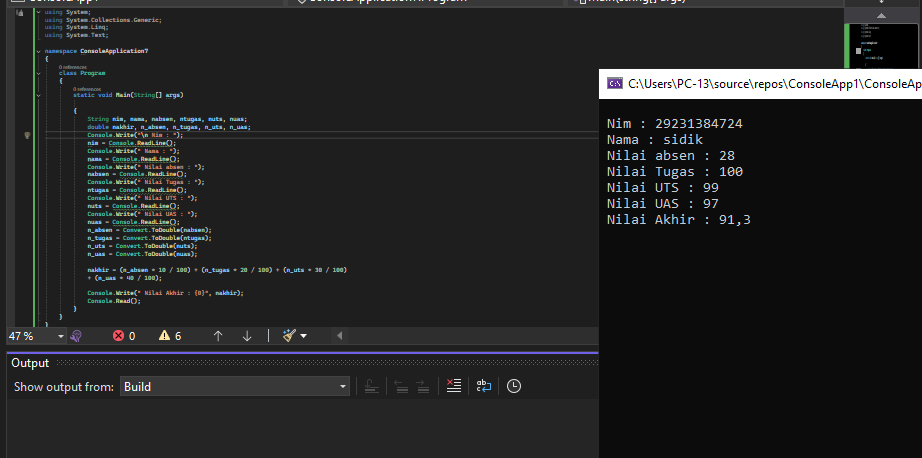 using System;
using System.Collections.Generic;
using System.Linq;
using System.Text;
namespace ConsoleApplication7
{
0 references
class Program
{
0 references
static void Main(String[] args)
{
String nim, nama, nabsen, ntugas, nuts, nuas;
double nakhir, n_absen, n_tugas, n_uts, n_uas;
Console.Write("\n Nim : ");
nim = Console.ReadLine();
Console.Write(" Nama : ");
nama = Console.ReadLine();
Console.Write(" Nilai absen : ");
nabsen = Console.ReadLine();
Console.Write(" Nilai Tugas : ");
ntugas = Console.ReadLine();
Console.Write(" Nilai UTS : ");
nuts = Console.ReadLine();
Console.Write(" Nilai UAS : ");
nuas = Console.ReadLine();
n_absen = Convert.ToDouble(nabsen);
n_tugas = Convert.ToDouble(ntugas);
n_uts = Convert.ToDouble(nuts);
n_uas = Convert.ToDouble(nuas);
nakhir = (n_absen * 10 / 100) + (n_tugas * 20 / 100) + (n_uts * 30 / 100)
+ (n_uas * 40 / 100);
Console.Write(" Nilai Akhir : {0}", nakhir);
Console.Read();
}
}
}
47 %
0
6
Output
Show output from: Build
C:\Users\PC-13\source\repos\ConsoleApp1\ConsoleAp
Nim : 29231384724
Nama : sidik
Nilai absen : 28
Nilai Tugas : 100
Nilai UTS : 99
Nilai UAS : 97
Nilai Akhir : 91,3